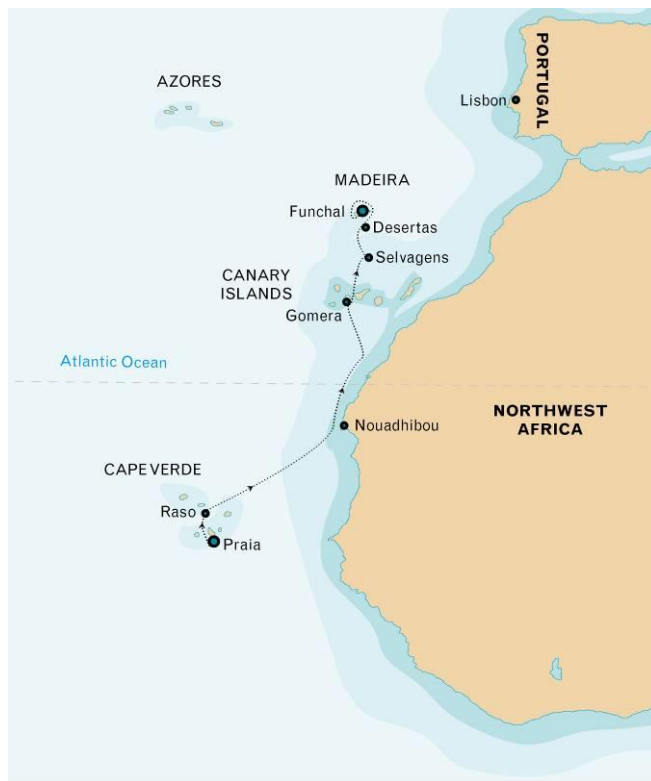 AZORES
PORTUGAL
Lisbon
MADEIRA
Funchal
Desertas
Selvagens
CANARY
ISLANDS
Gomera
Atlantic Ocean
NORTHWEST
AFRICA
Nouadhibou
CAPE VERDE
Raso
Praia